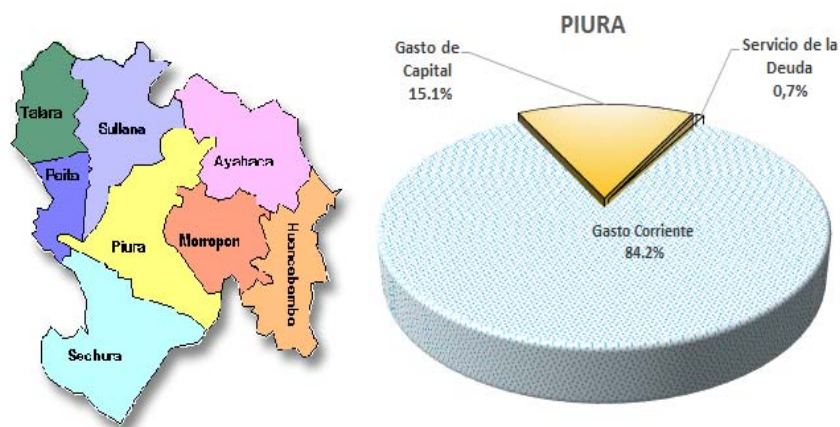 Talara
Sullana
Paita
Ayabaca
Piura
Morropon
Huancabamba
Sechura
PIURA
Gasto de
Capital
15.1%
Servicio de la
Deuda
0,7%
Gasto Corriente
84.2%